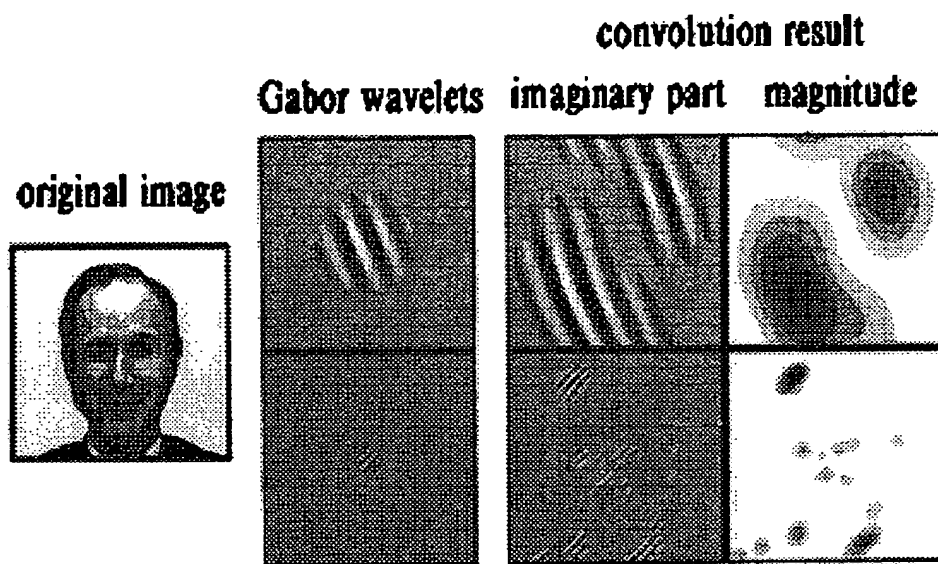 convolution result
Gabor wavelets imaginary part magnitude
original image